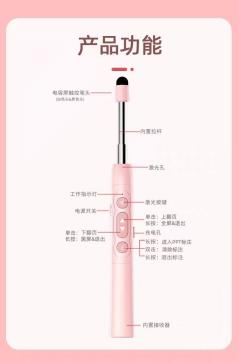 产品功能
电容屏触控笔头
内置拉杆
激光孔
工作指示灯
激光按键
电源开关
单击：上翻页
长按：全屏&退出
单击：下翻页
长按：黑屏&退出
充电孔
长按：进入PPT标注
双击：清除标注
长按：退出标注
内置接收器